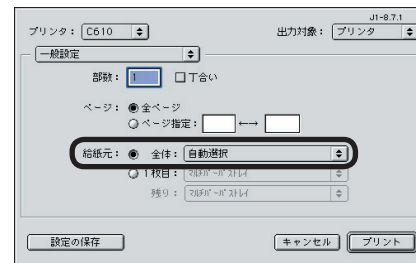 J1-8.7.1
プリンタ： C610 出力対象： プリンタ
一般設定
部数： 1 丁合い
ページ： 全ページ
ページ指定： ←→
給紙元： 全体： 自動選択
1枚目： ﾏﾙﾁﾊﾟｰﾊﾟｽﾄﾚｲ
残り： ﾏﾙﾁﾊﾟｰﾊﾟｽﾄﾚｲ
設定の保存 キャンセル プリント